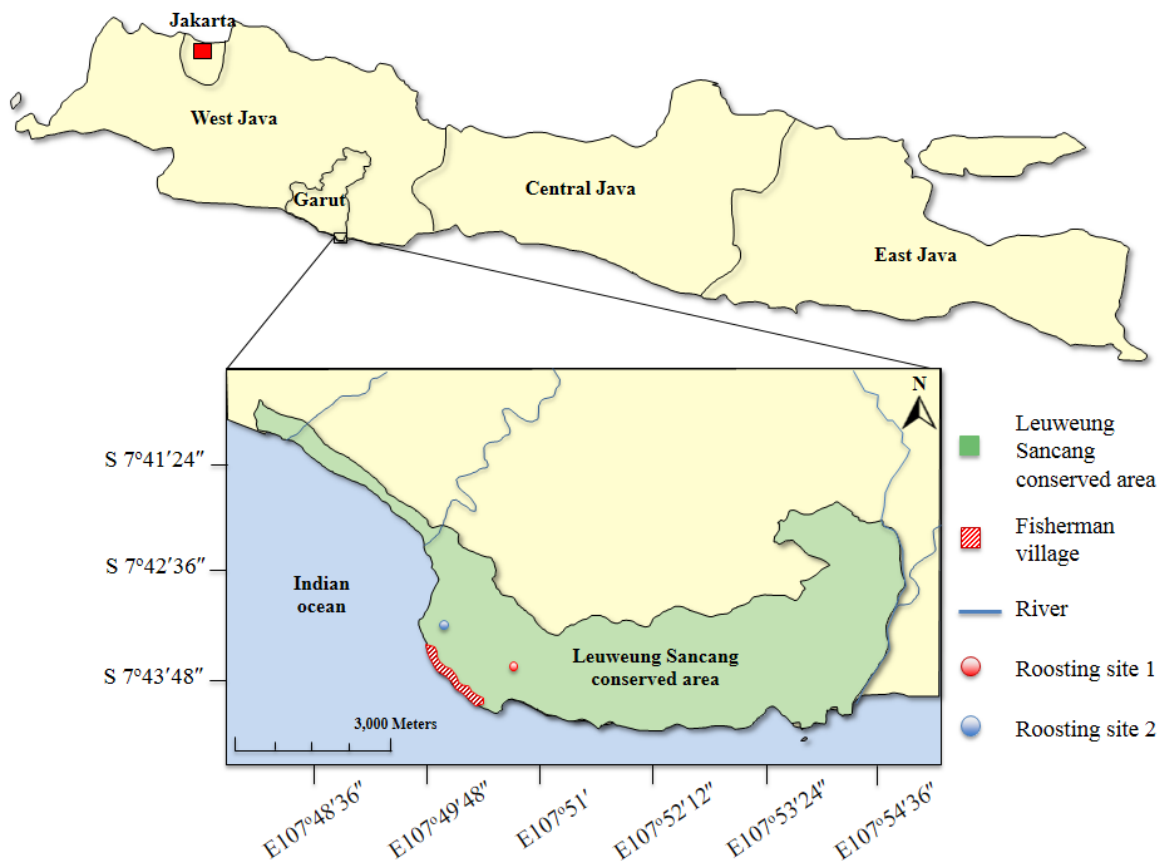 Jakarta
West Java
Garut
Central Java
East Java
N
S 7°41′24″
S 7°42′36″
S 7°43′48″
Indian
ocean
Leuweung Sancang
conserved area
3,000 Meters
E107°48′36″
E107°49′48″
E107°51′
E107°52′12″
E107°53′24″
E107°54′36″
Leuweung
Sancang
conserved area
Fisherman
village
River
Roosting site 1
Roosting site 2